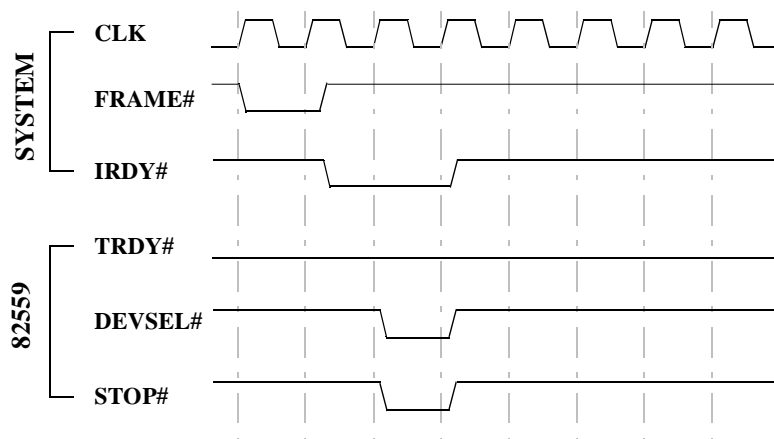 SYSTEM
CLK
FRAME#
IRDY#
82559
TRDY#
DEVSEL#
STOP#